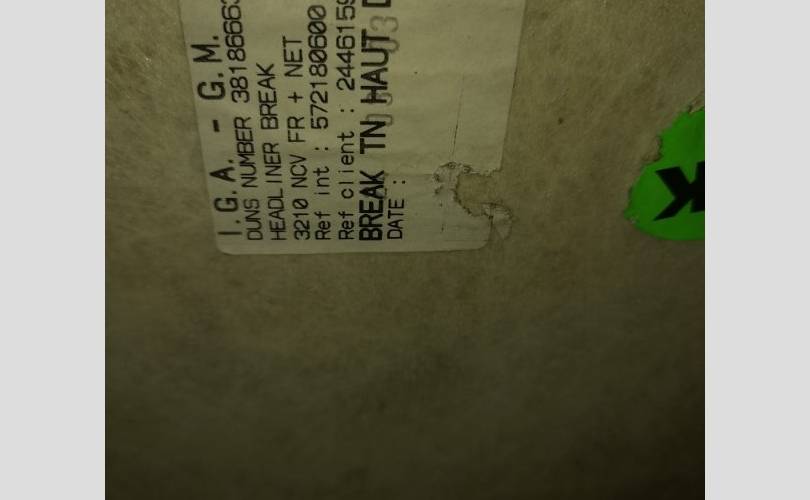 I.G.A. - G.M.
DUNS NUMBER 3818666
HEADLINER BREAK
3210 NCV FR + NET
Ref int : 572180600
Ref client : 2446159
BREAK TN HAUT
DATE :